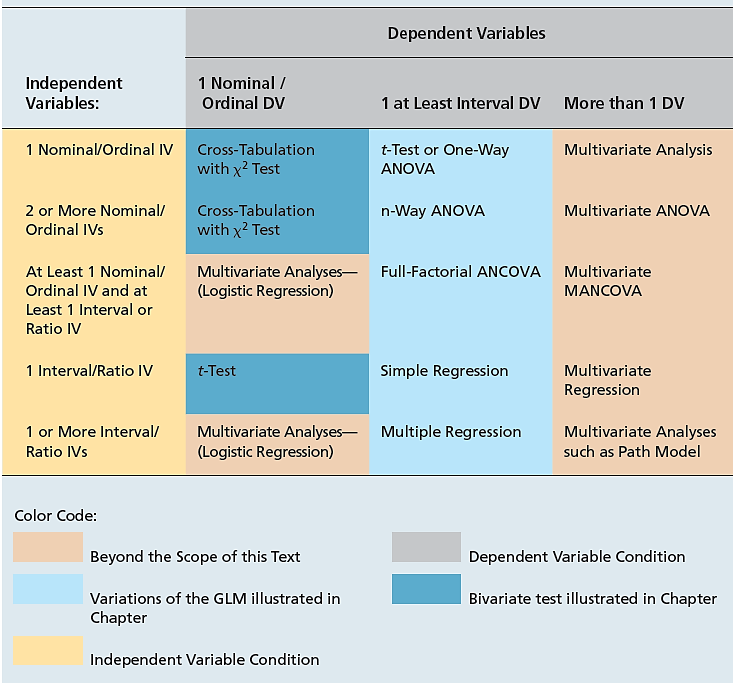 Dependent Variables
Independent
Variables:
1 Nominal /
Ordinal DV
1 at Least Interval DV
More than 1 DV
1 Nominal/Ordinal IV
Cross-Tabulation
with χ² Test
t-Test or One-Way
ANOVA
Multivariate Analysis
2 or More Nominal/
Ordinal IVs
Cross-Tabulation
with χ² Test
n-Way ANOVA
Multivariate ANOVA
At Least 1 Nominal/
Ordinal IV and at
Least 1 Interval or
Ratio IV
Multivariate Analyses—
(Logistic Regression)
Full-Factorial ANCOVA
Multivariate
MANCOVA
1 Interval/Ratio IV
t-Test
Simple Regression
Multivariate
Regression
1 or More Interval/
Ratio IVs
Multivariate Analyses—
(Logistic Regression)
Multiple Regression
Multivariate Analyses
such as Path Model
Color Code:
Beyond the Scope of this Text
Variations of the GLM illustrated in
Chapter
Independent Variable Condition
Dependent Variable Condition
Bivariate test illustrated in Chapter